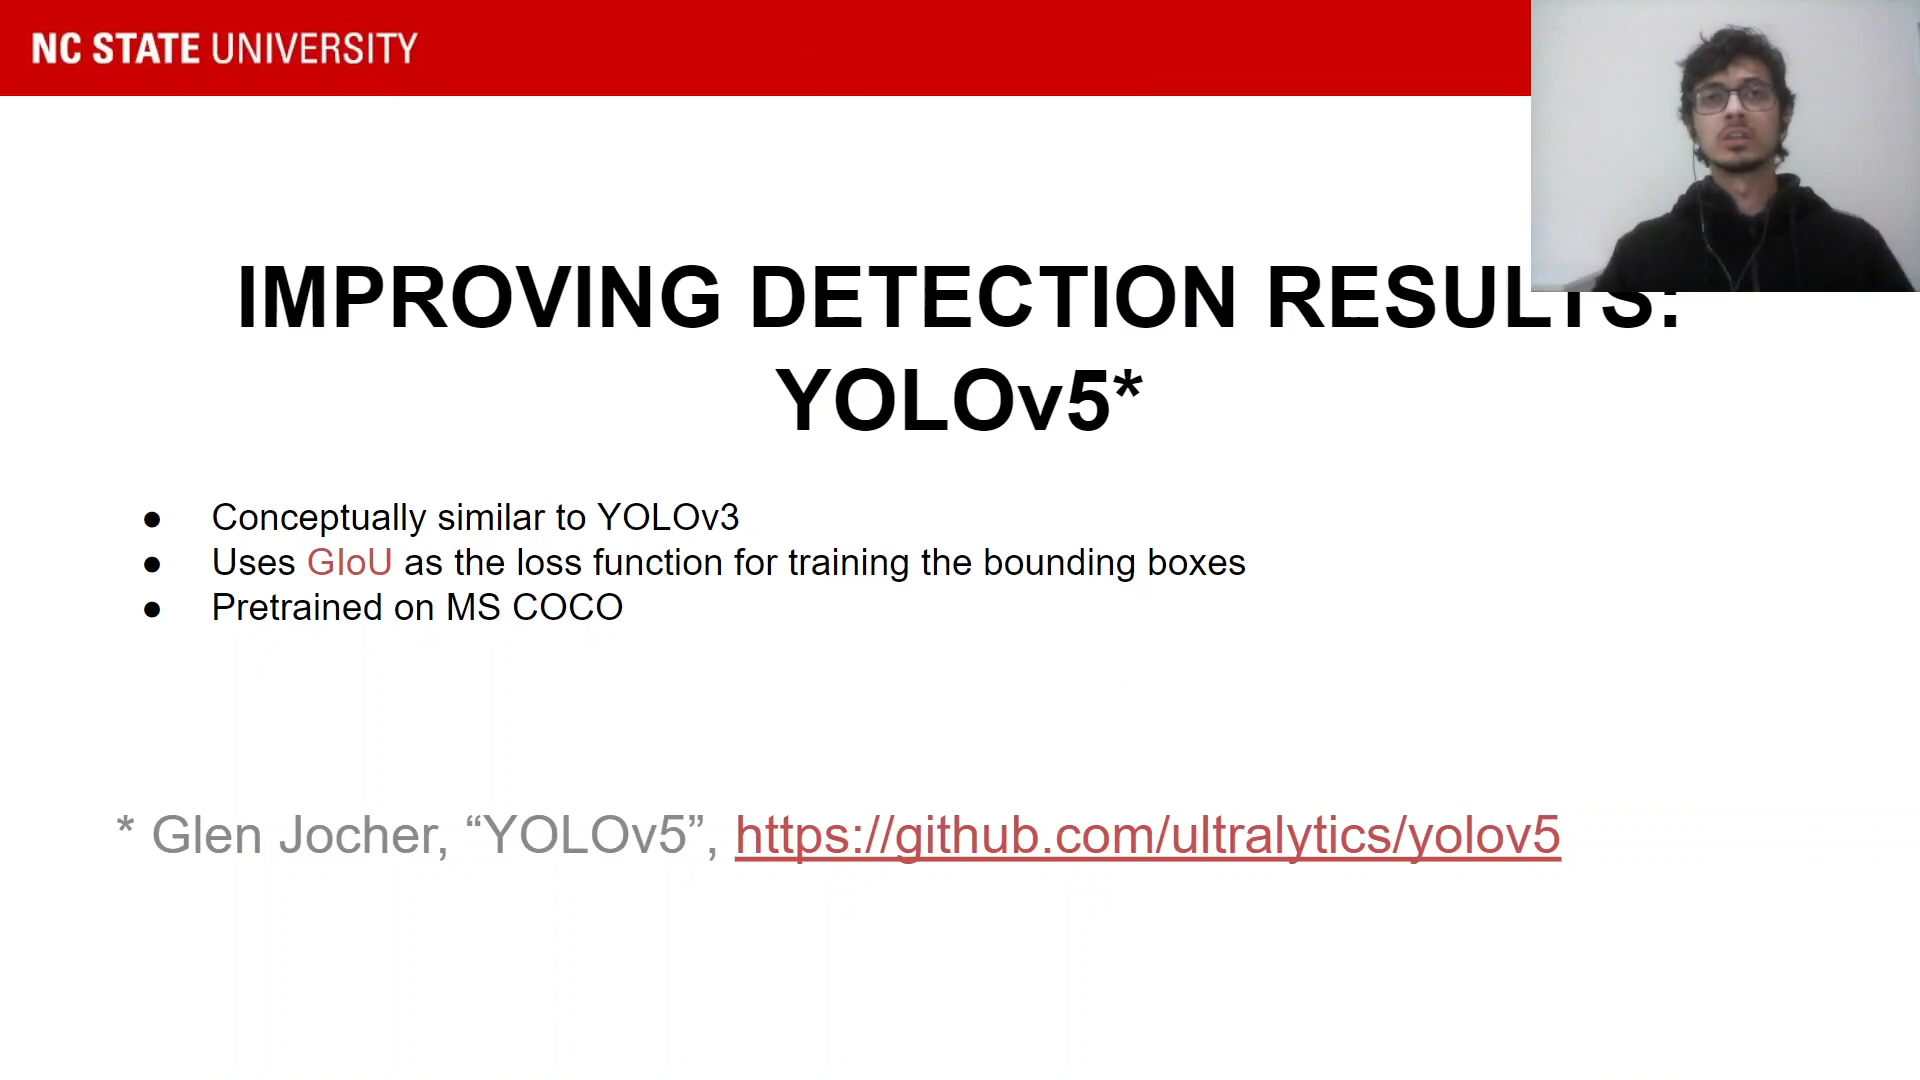 NC STATE UNIVERSITY
IMPROVING DETECTION RESULTS:
YOLOv5*
● Conceptually similar to YOLOv3
● Uses GIoU as the loss function for training the bounding boxes
● Pretrained on MS COCO
* Glen Jocher, “YOLOv5”, https://github.com/ultralytics/yolov5